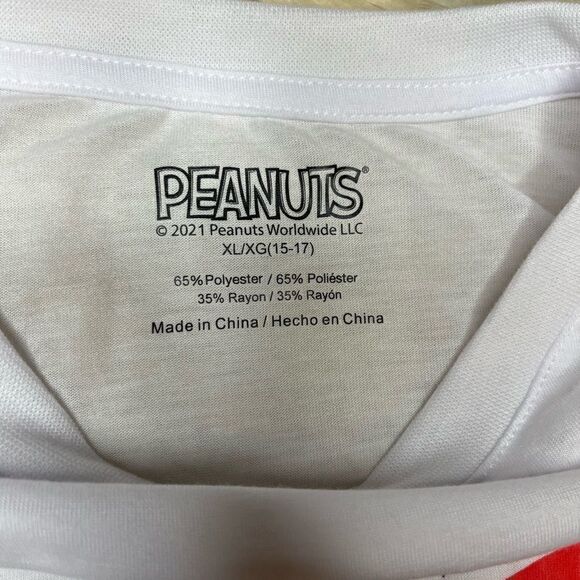 PEANUTS®
© 2021 Peanuts Worldwide LLC
XL/XG(15-17)
65% Polyester / 65% Poliéster
35% Rayon / 35% Rayón
Made in China / Hecho en China